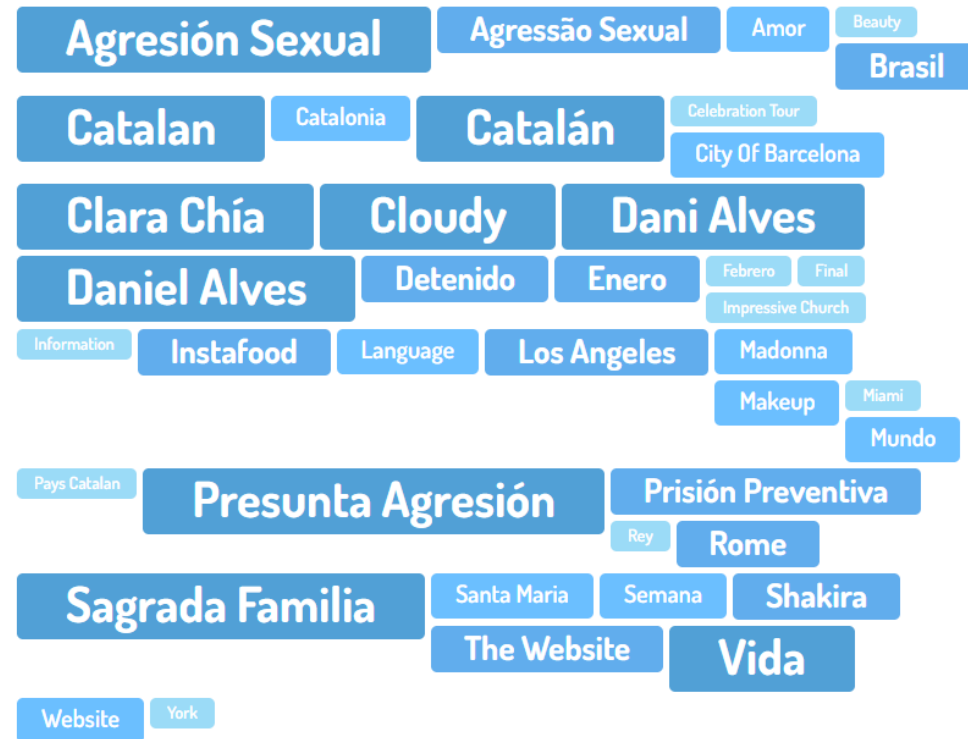 Agresión Sexual Agressão Sexual Amor Beauty
Brasil
Catalan Catalonia Catalán Celebration Tour
City Of Barcelona
Clara Chía Cloudy Dani Alves
Daniel Alves Detenido Enero Febrero Final
Impressive Church
Information Instafood Language Los Angeles Madonna
Makeup Miami
Mundo
Pays Catalan Presunta Agresión Prisión Preventiva
Rey Rome
Sagrada Familia Santa Maria Semana Shakira
The Website Vida
Website York